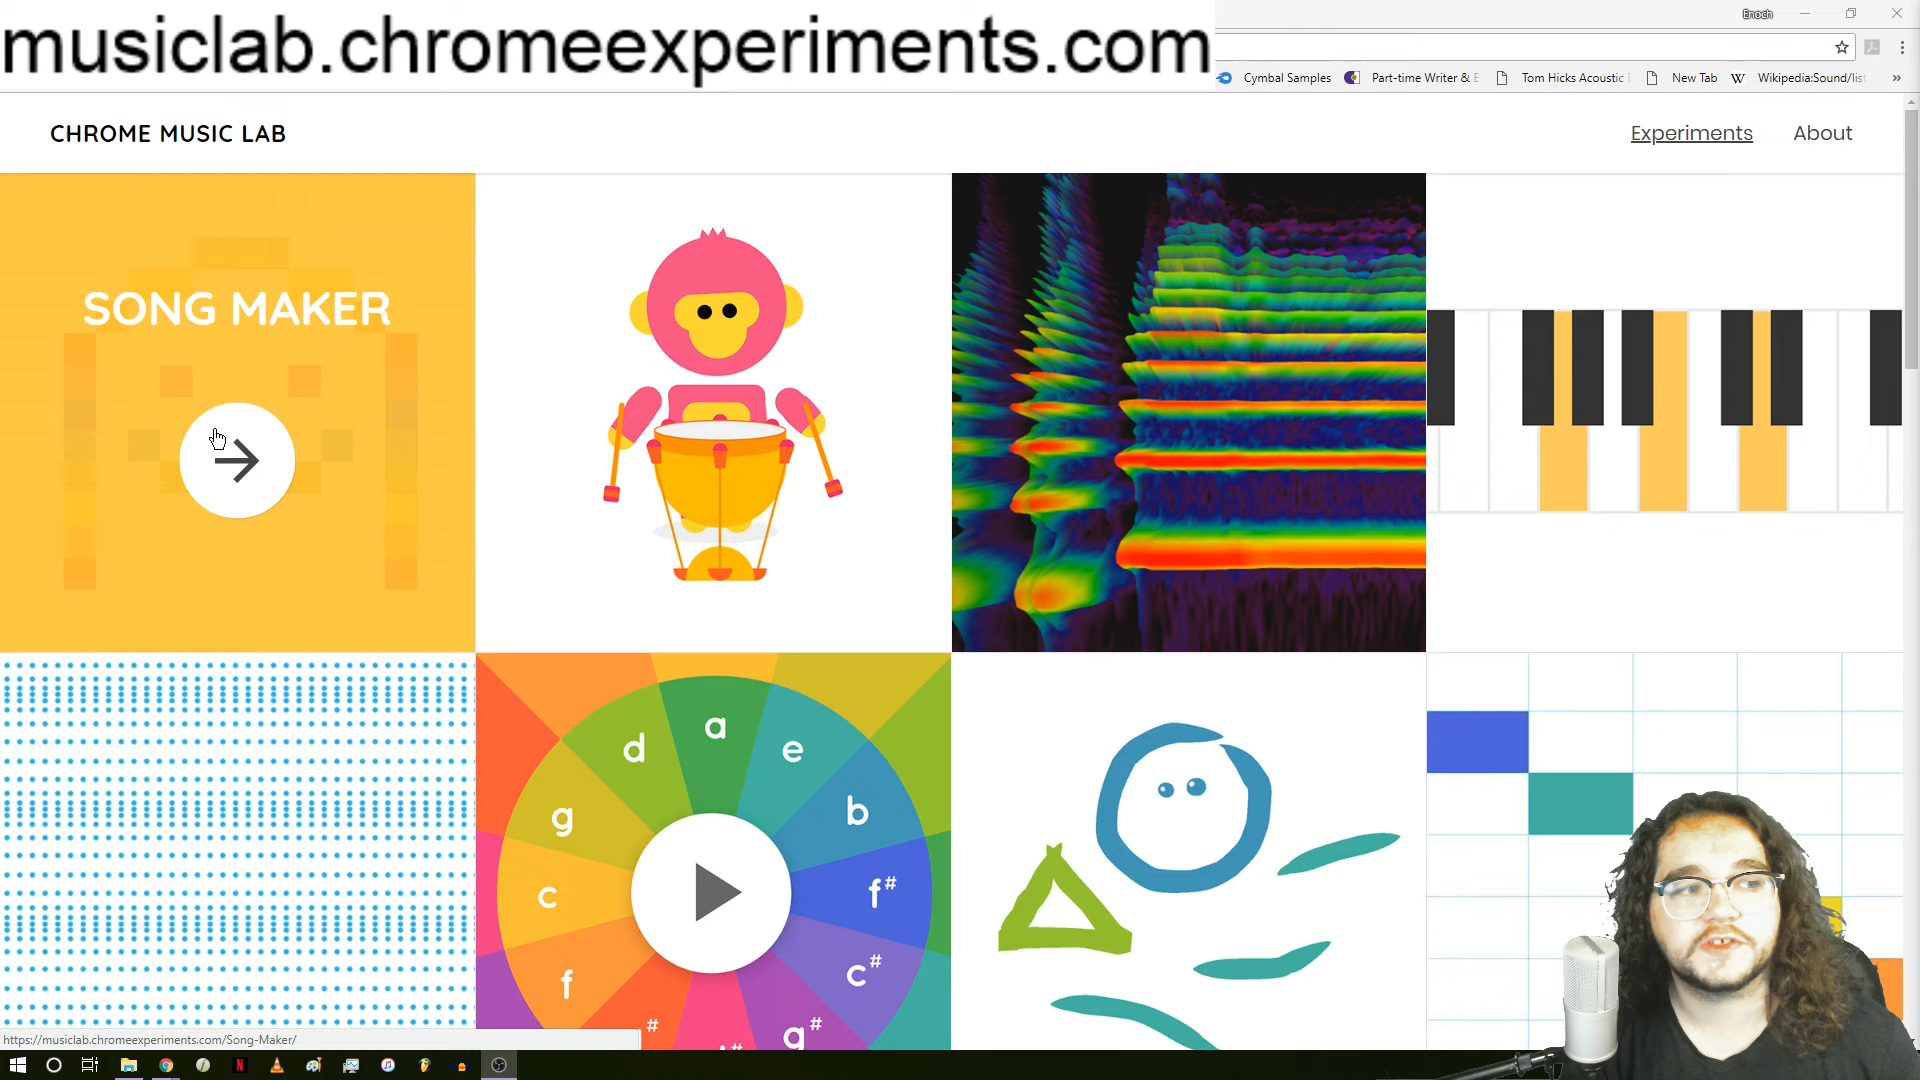 musiclab.chromeexperiments.com
Enoch
Cymbal Samples
Part-time Writer & E
Tom Hicks Acoustic
New Tab
W
Wikipedia:Sound/list
»
CHROME MUSIC LAB
Experiments
About
SONG MAKER
d
a
e
g
b
c
f#
f
c#
#
g#
#
https://musiclab.chromeexperiments.com/Song-Maker/